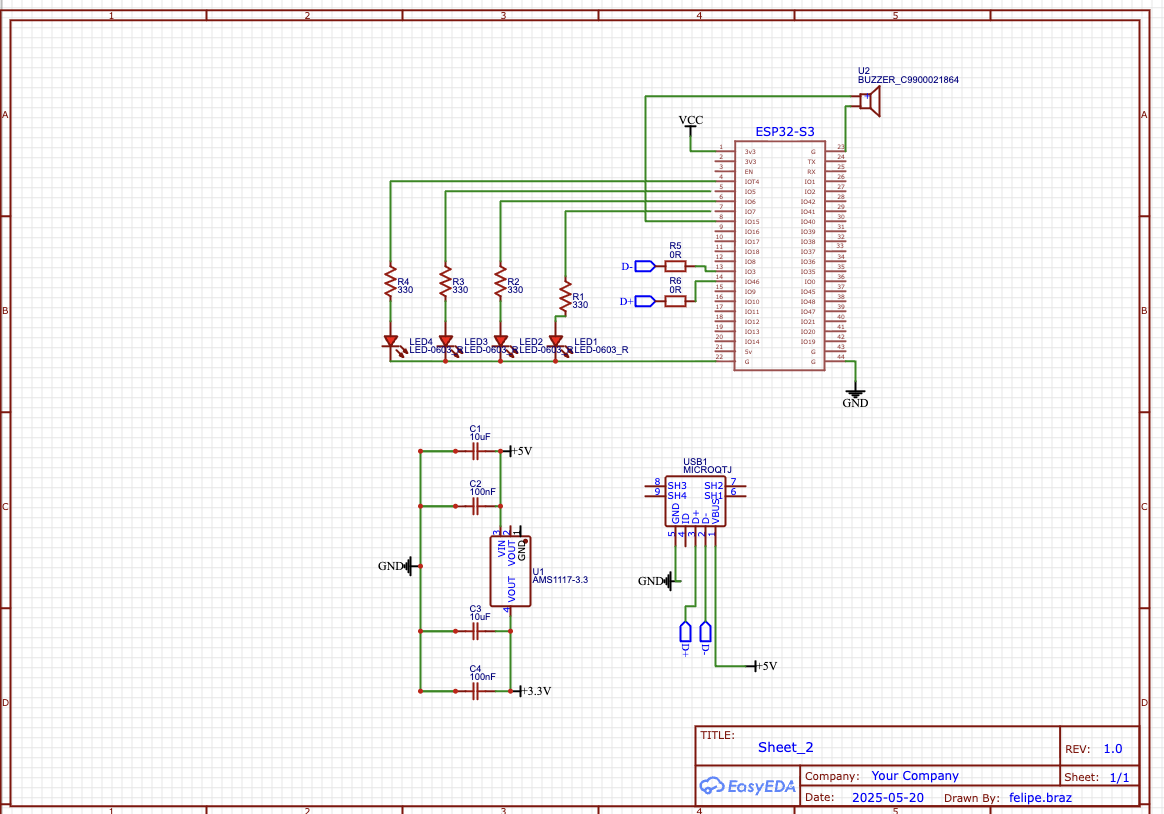 1 2 3 4 5
A A
B B
C C
D D
U2
BUZZER_C9900021864
+
VCC
ESP32-S3
1 3v3 G 23
2 3V3 TX 24
3 EN RX 25
4 IOT4 IO1 26
5 IO5 IO2 27
6 IO6 IO42 28
7 IO7 IO41 29
8 IO15 IO40 30
9 IO16 IO39 31
10 IO17 IO38 32
11 IO18 IO37 33
12 IO8 IO36 34
13 IO3 IO35 35
14 IO46 IO0 36
15 IO9 IO45 37
16 IO10 IO48 38
17 IO11 IO47 39
18 IO12 IO21 40
19 IO13 IO20 41
20 IO14 IO19 42
21 5v G 43
22 G G 44
R5
0R
D-
R6
0R
D+
R4
330
R3
330
R2
330
R1
330
LED4
LED-0603_R
LED3
LED-0603_R
LED2
LED-0603_R
LED1
LED-0603_R
GND
C1
10uF
+5V
C2
100nF
3 2 1
VIN VOUT GND
VOUT
4
U1
AMS1117-3.3
GND
C3
10uF
C4
100nF
+3.3V
USB1
MICROQTJ
8 SH3 SH2 7
9 SH4 SH1 6
GND ID D+ D- VBUS
5 4 3 2 1
GND
D+ D-
+5V
TITLE:
Sheet_2
REV: 1.0
EasyEDA
Company: Your Company
Sheet: 1/1
Date: 2025-05-20 Drawn By: felipe.braz
1 2 3 4 5